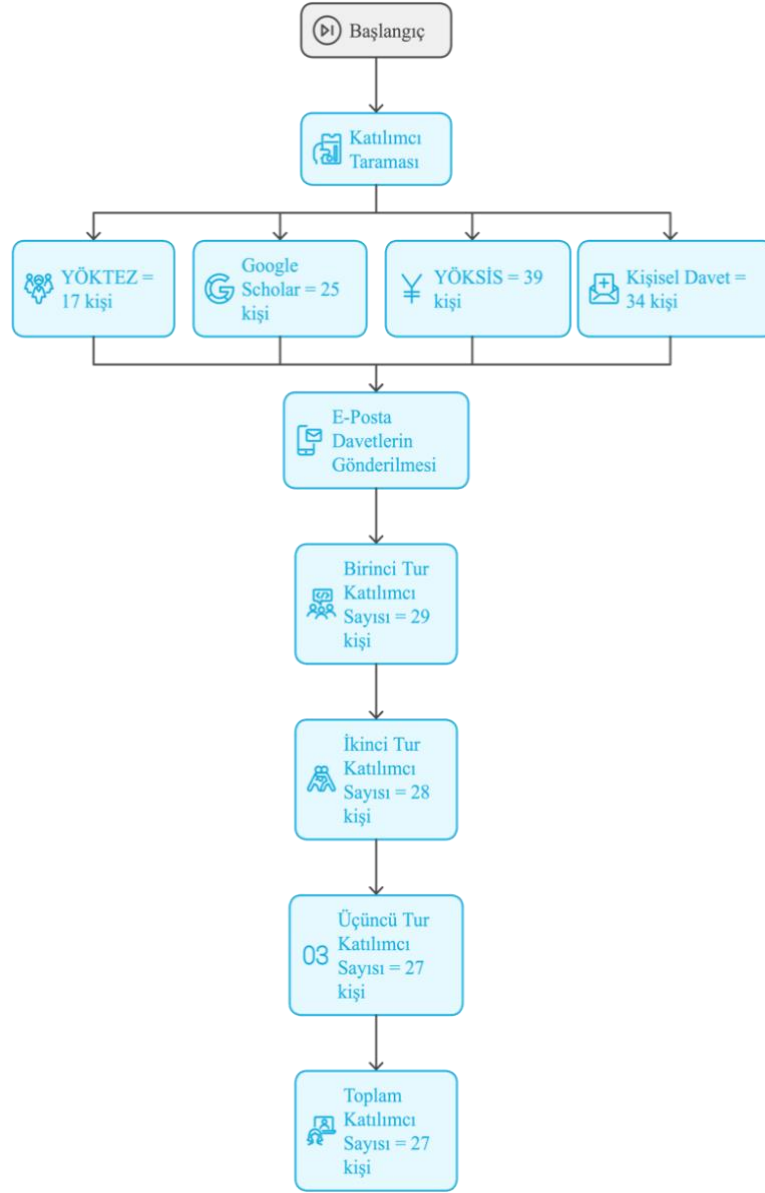 Başlangıç
Katılımcı
Taraması
YÖKTEZ =
17 kişi
Google
Scholar = 25
kişi
YÖKSİS = 39
kişi
Kişisel Davet =
34 kişi
E-Posta
Davetlerin
Gönderilmesi
Birinci Tur
Katılımcı
Sayısı = 29
kişi
İkinci Tur
Katılımcı
Sayısı = 28
kişi
03
Üçüncü Tur
Katılımcı
Sayısı = 27
kişi
Toplam
Katılımcı
Sayısı = 27
kişi